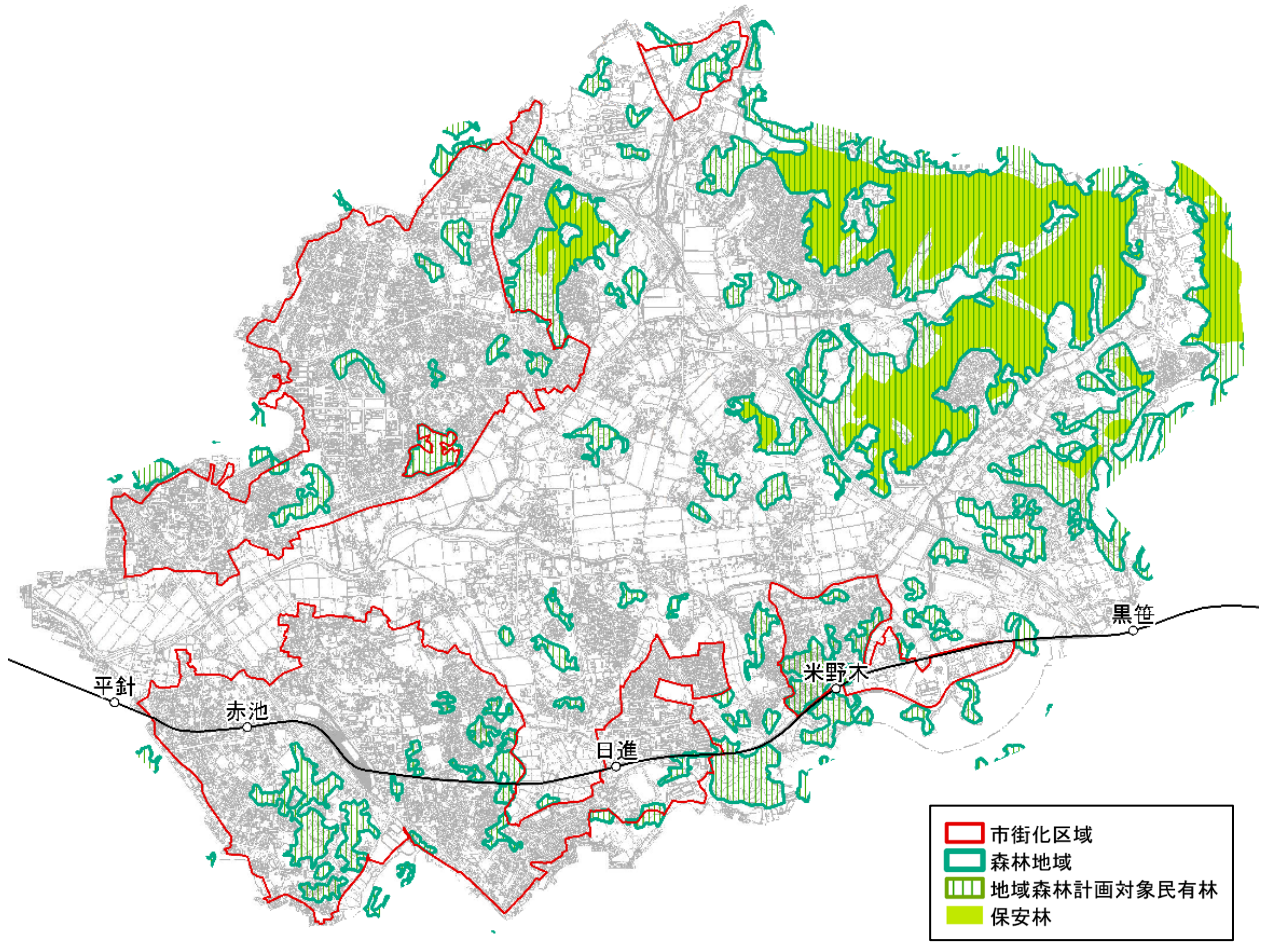 黒笹
米野木
平針
赤池
日進
市街化区域
森林地域
地域森林計画対象民有林
保安林